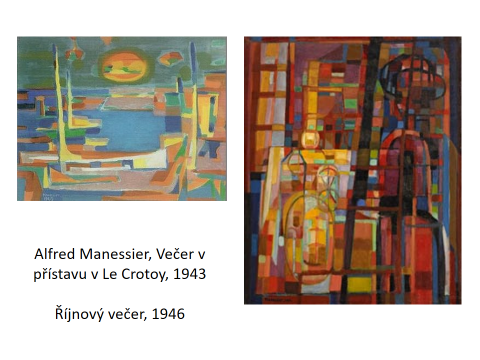 Alfred Manessier, Večer v
přístavu v Le Crotoy, 1943
Říjnový večer, 1946